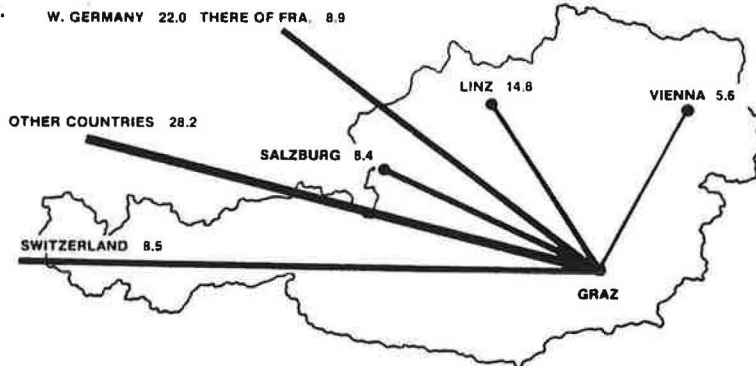 W. GERMANY 22.0 THERE OF FRA. 8.9
LINZ 14.8
VIENNA 5.6
OTHER COUNTRIES 28.2
SALZBURG 8.4
SWITZERLAND 8.5
GRAZ